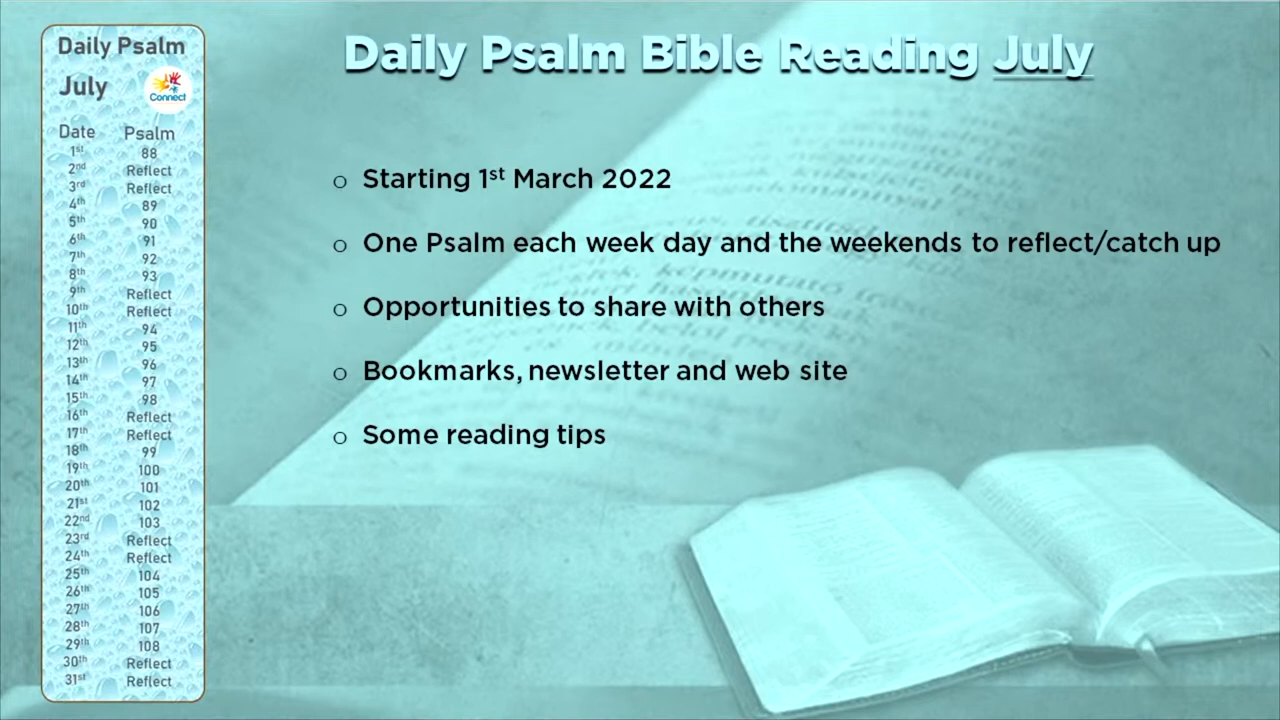 Daily Psalm
July
Connect
Date Psalm
1st 88
2nd Reflect
3rd Reflect
4th 89
5th 90
6th 91
7th 92
8th 93
9th Reflect
10th Reflect
11th 94
12th 95
13th 96
14th 97
15th 98
16th Reflect
17th Reflect
18th 99
19th 100
20th 101
21st 102
22nd 103
23rd Reflect
24th Reflect
25th 104
26th 105
27th 106
28th 107
29th 108
30th Reflect
31st Reflect
Daily Psalm Bible Reading July
o Starting 1st March 2022
o One Psalm each week day and the weekends to reflect/catch up
o Opportunities to share with others
o Bookmarks, newsletter and web site
o Some reading tips